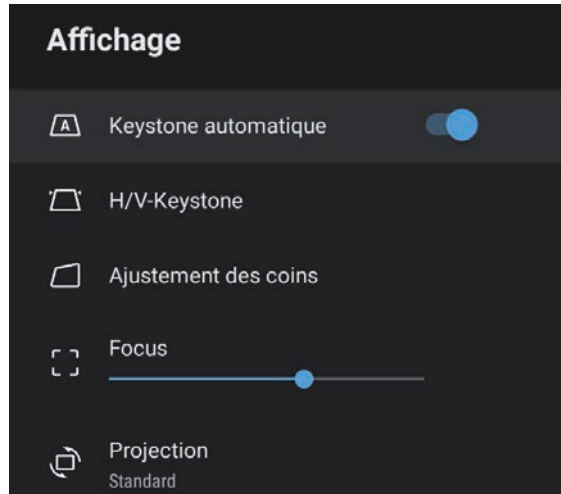 Affichage
A
Keystone automatique
H/V-Keystone
Ajustement des coins
Focus
Projection
Standard